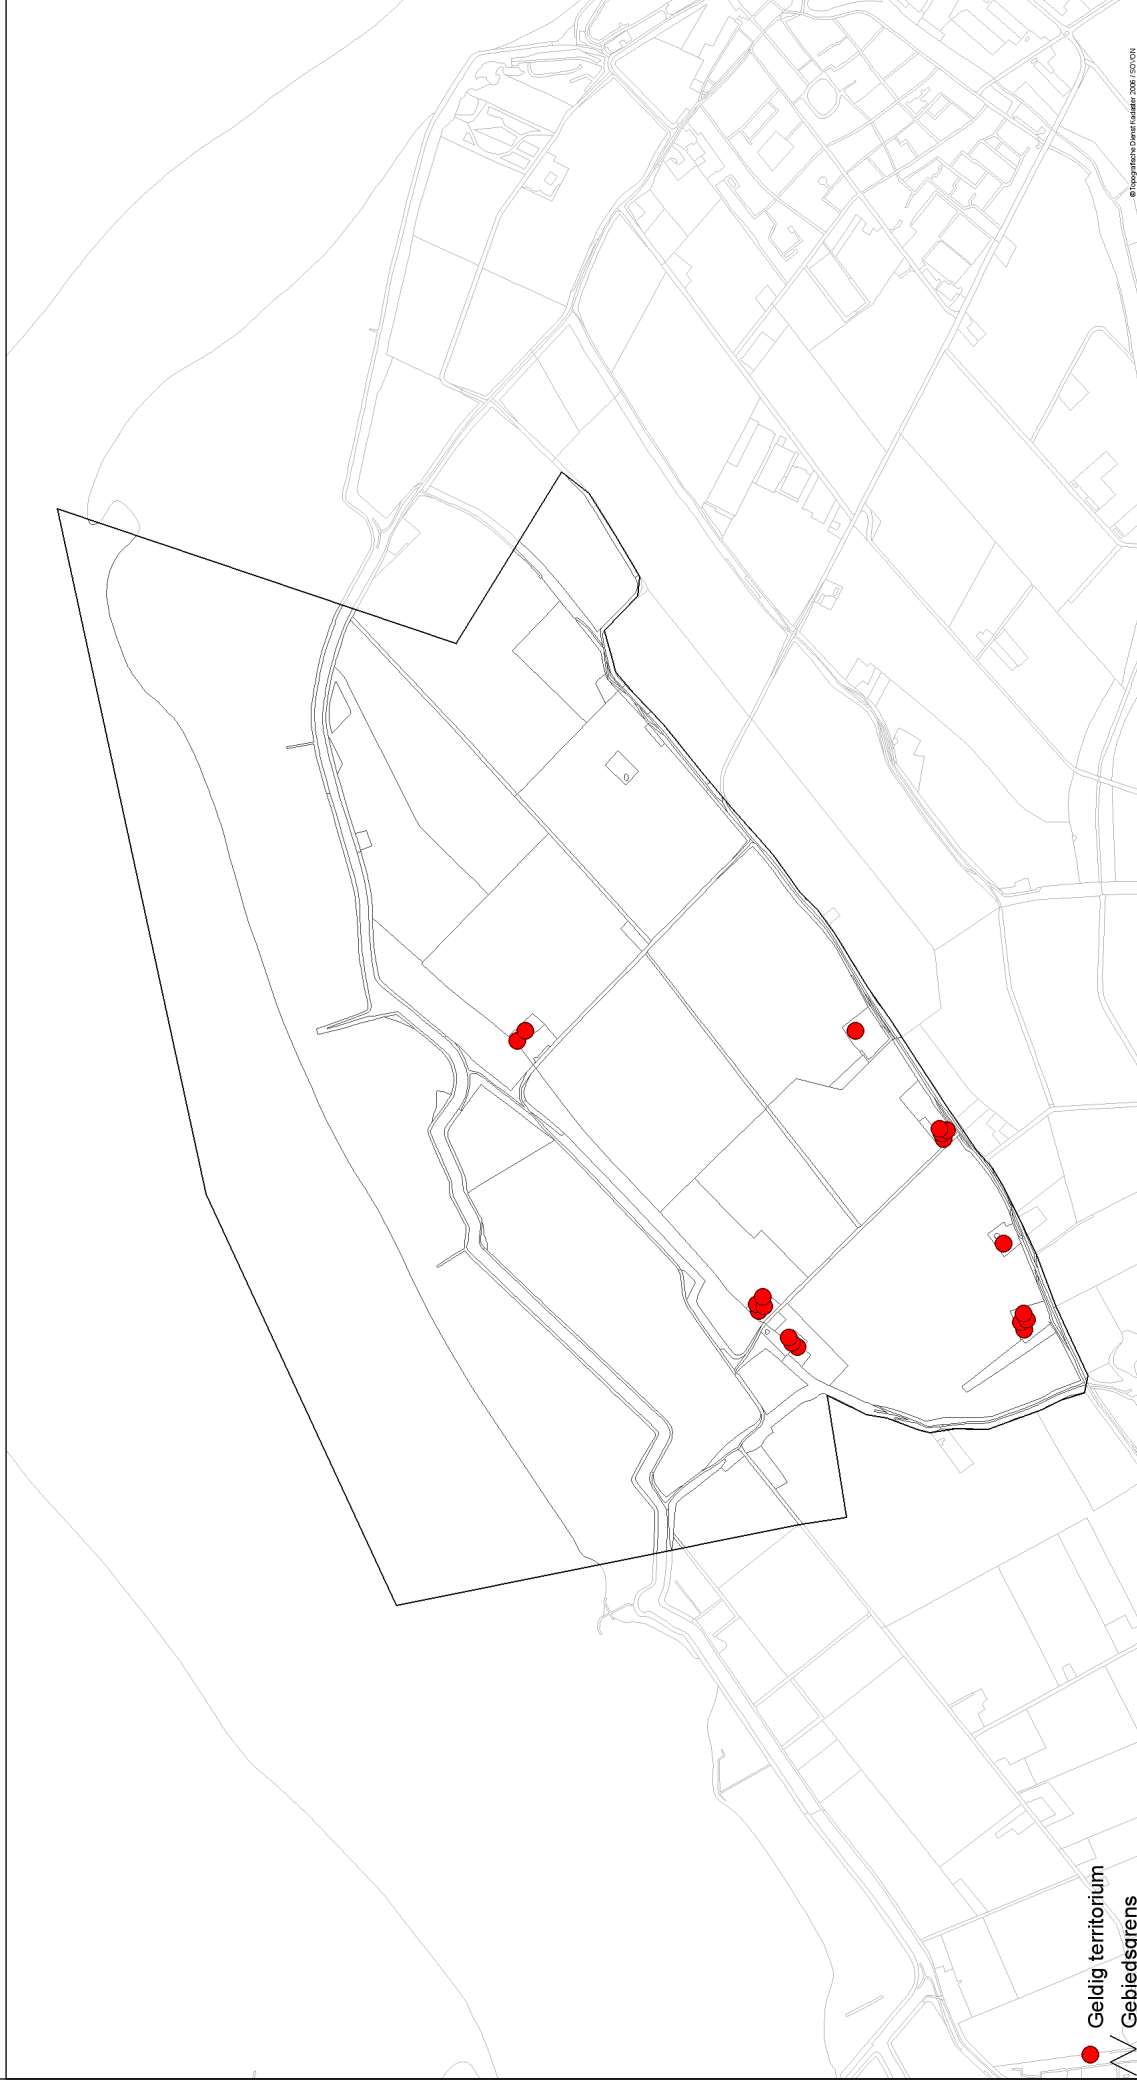 Geldig territorium
Gebiedsgrens
© Topografische Dienst Kadaster 2006 / SOVON